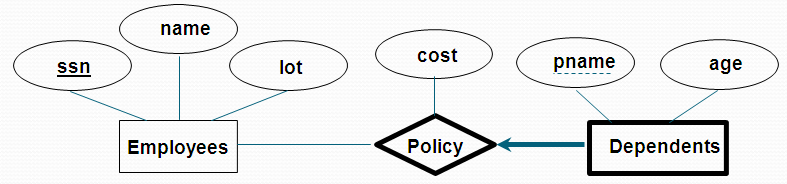 name
ssn
lot
cost
pname
age
Employees
Policy
Dependents